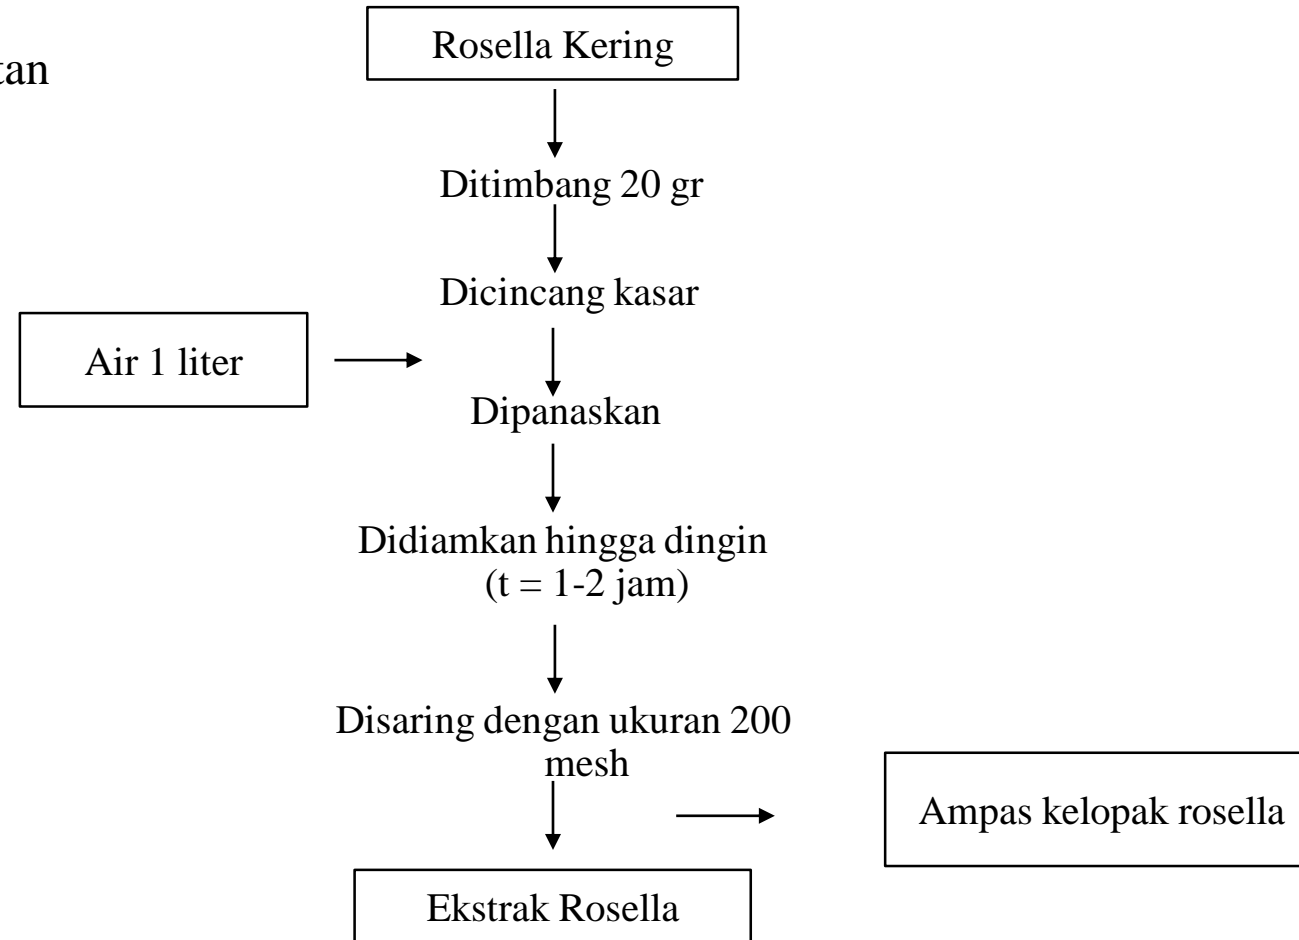 Rosella Kering
Ditimbang 20 gr
Dicincang kasar
Air 1 liter
Dipanaskan
Didiamkan hingga dingin
(t = 1-2 jam)
Disaring dengan ukuran 200
mesh
Ampas kelopak rosella
Ekstrak Rosella